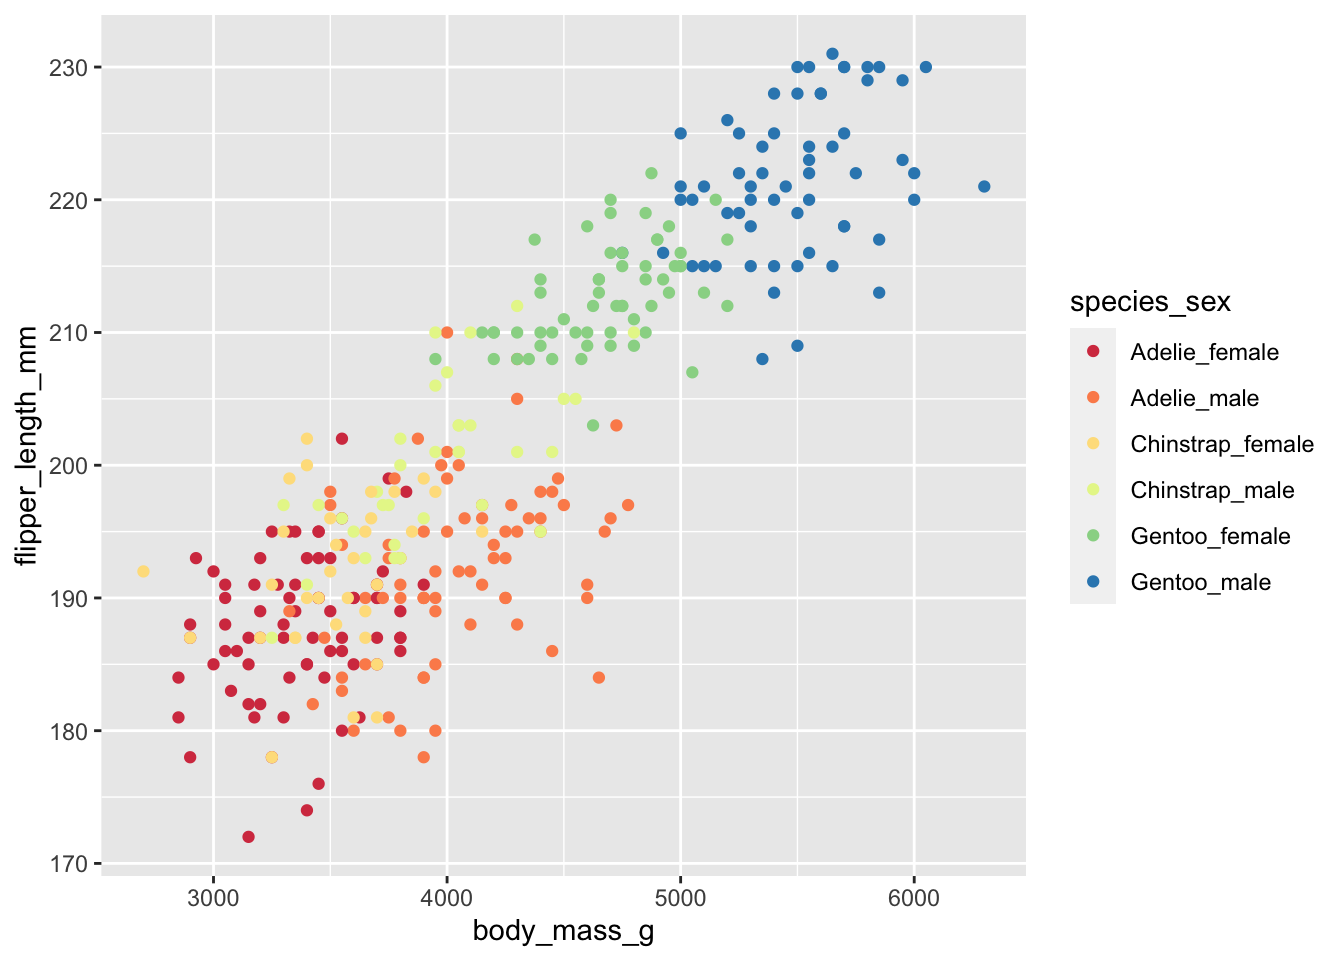 230
220
210
200
190
180
170
flipper_length_mm
3000 4000 5000 6000
body_mass_g
species_sex
Adelie_female
Adelie_male
Chinstrap_female
Chinstrap_male
Gentoo_female
Gentoo_male